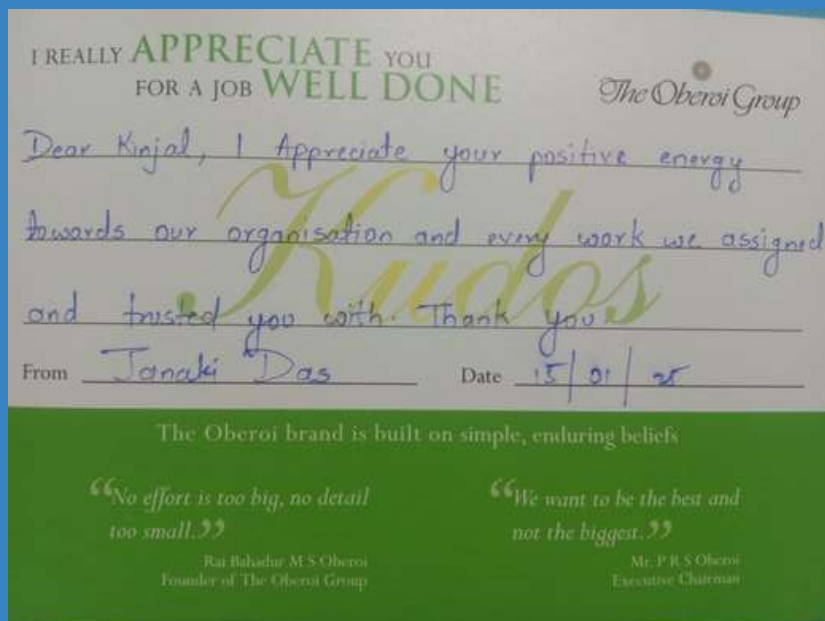 I REALLY APPRECIATE YOU
FOR A JOB WELL DONE
The Oberoi Group
Dear Kinjal, I Appreciate your positive energy
towards our organisation and every work we assigned
and trusted you with. Thank you.
Kudos
From Janaki Das Date 15/01/25
The Oberoi brand is built on simple, enduring beliefs
“No effort is too big, no detail
too small.”
Rai Bahadur M S Oberoi
Founder of The Oberoi Group
“We want to be the best and
not the biggest.”
Mr. P R S Oberoi
Executive Chairman